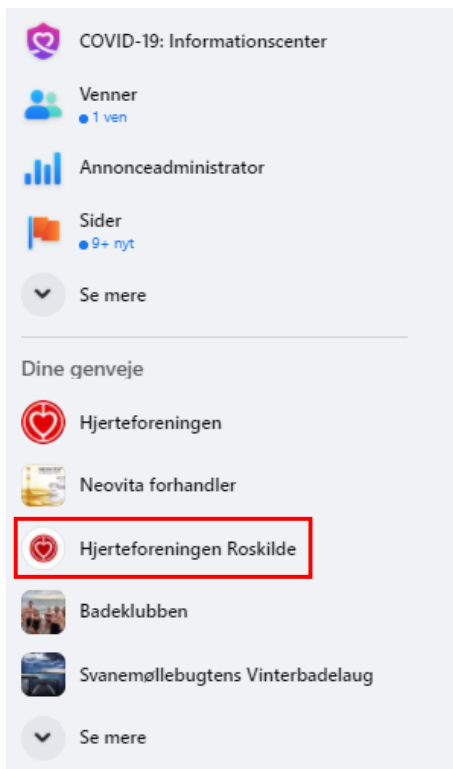 COVID-19: Informationscenter
Venner
1 ven
Annonceadministrator
Sider
9+ nyt
Se mere
Dine genveje
Hjerteforeningen
Neovita forhandler
Hjerteforeningen Roskilde
Badeklubben
Svanemøllebugtens Vinterbadelaug
Se mere